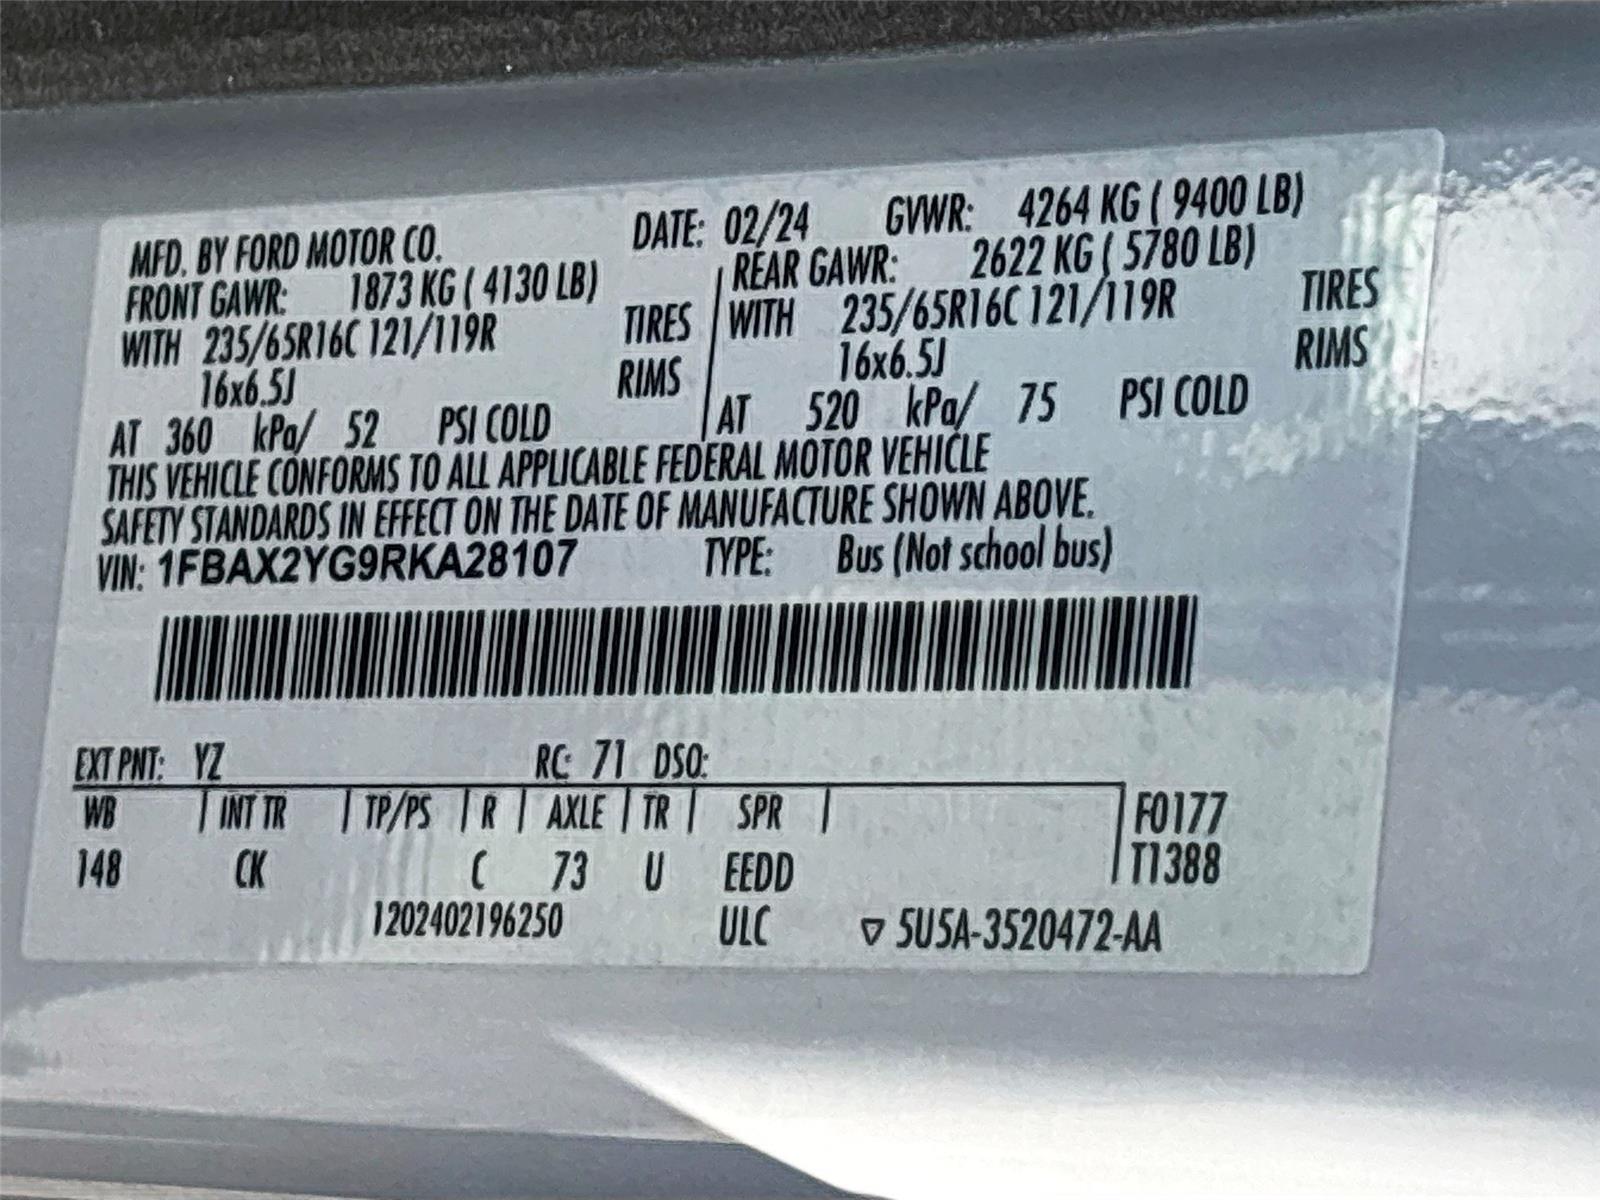 MFD. BY FORD MOTOR CO. DATE: 02/24 GVWR: 4264 KG ( 9400 LB)
FRONT GAWR: 1873 KG ( 4130 LB) REAR GAWR: 2622 KG ( 5780 LB)
WITH 235/65R16C 121/119R TIRES WITH 235/65R16C 121/119R TIRES
16x6.5J RIMS 16x6.5J RIMS
AT 360 kPa/ 52 PSI COLD AT 520 kPa/ 75 PSI COLD
THIS VEHICLE CONFORMS TO ALL APPLICABLE FEDERAL MOTOR VEHICLE
SAFETY STANDARDS IN EFFECT ON THE DATE OF MANUFACTURE SHOWN ABOVE.
VIN: 1FBAX2YG9RKA28107 TYPE: Bus (Not school bus)
EXT PNT: YZ RC: 71 DSO:
WB INT TR TP/PS R AXLE TR SPR F0177
148 CK C 73 U EEDD T1388
1202402196250 ULC ▽ 5U5A-3520472-AA